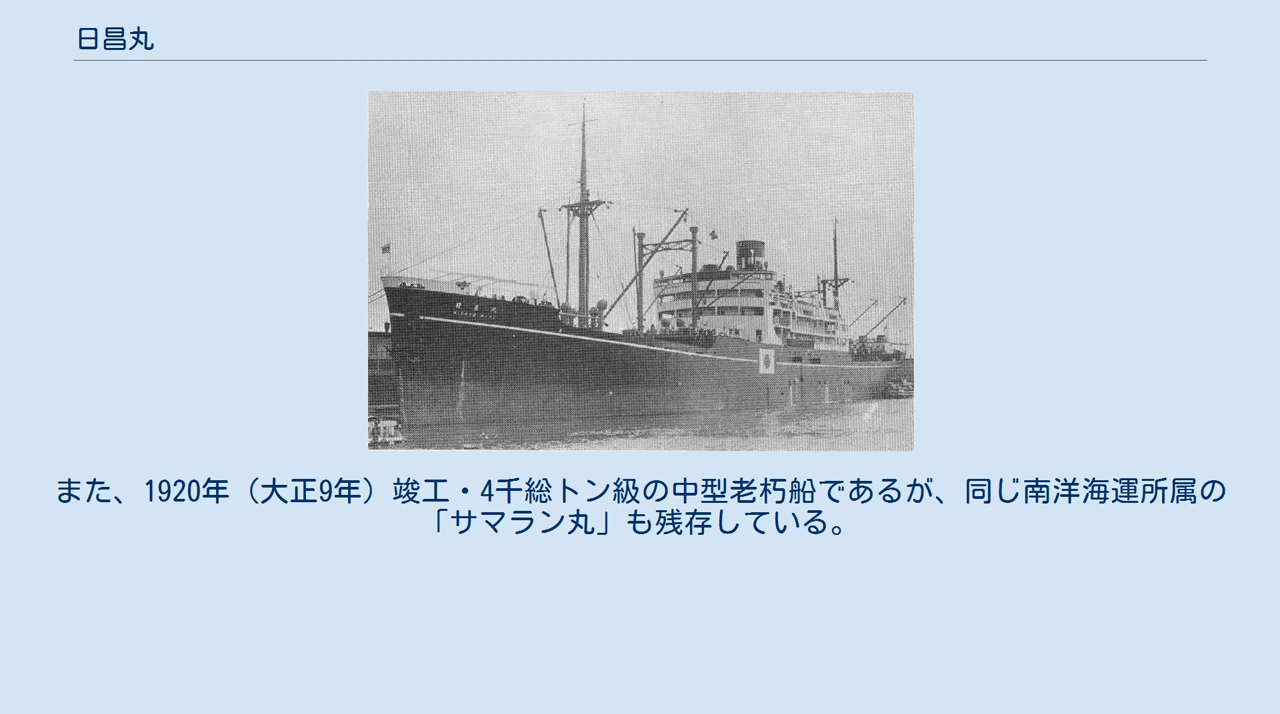 日昌丸
また、1920年（大正9年）竣工・4千総トン級の中型老朽船であるが、同じ南洋海運所属の
「サマラン丸」も残存している。